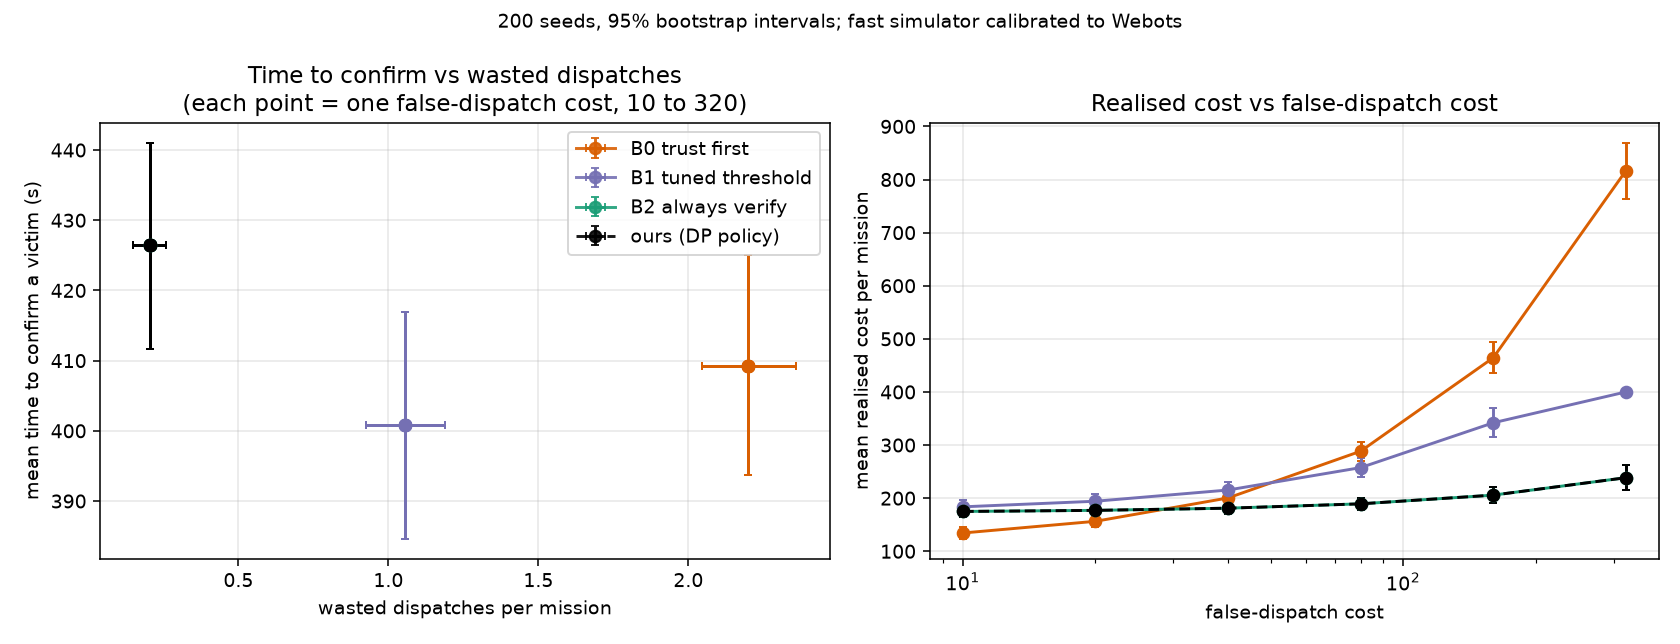 200 seeds, 95% bootstrap intervals; fast simulator calibrated to Webots
Time to confirm vs wasted dispatches
(each point = one false-dispatch cost, 10 to 320)
mean time to confirm a victim (s)
440
430
420
410
400
390
0.5
1.0
1.5
2.0
wasted dispatches per mission
B0 trust first
B1 tuned threshold
B2 always verify
ours (DP policy)
Realised cost vs false-dispatch cost
mean realised cost per mission
900
800
700
600
500
400
300
200
100
10¹
10²
false-dispatch cost